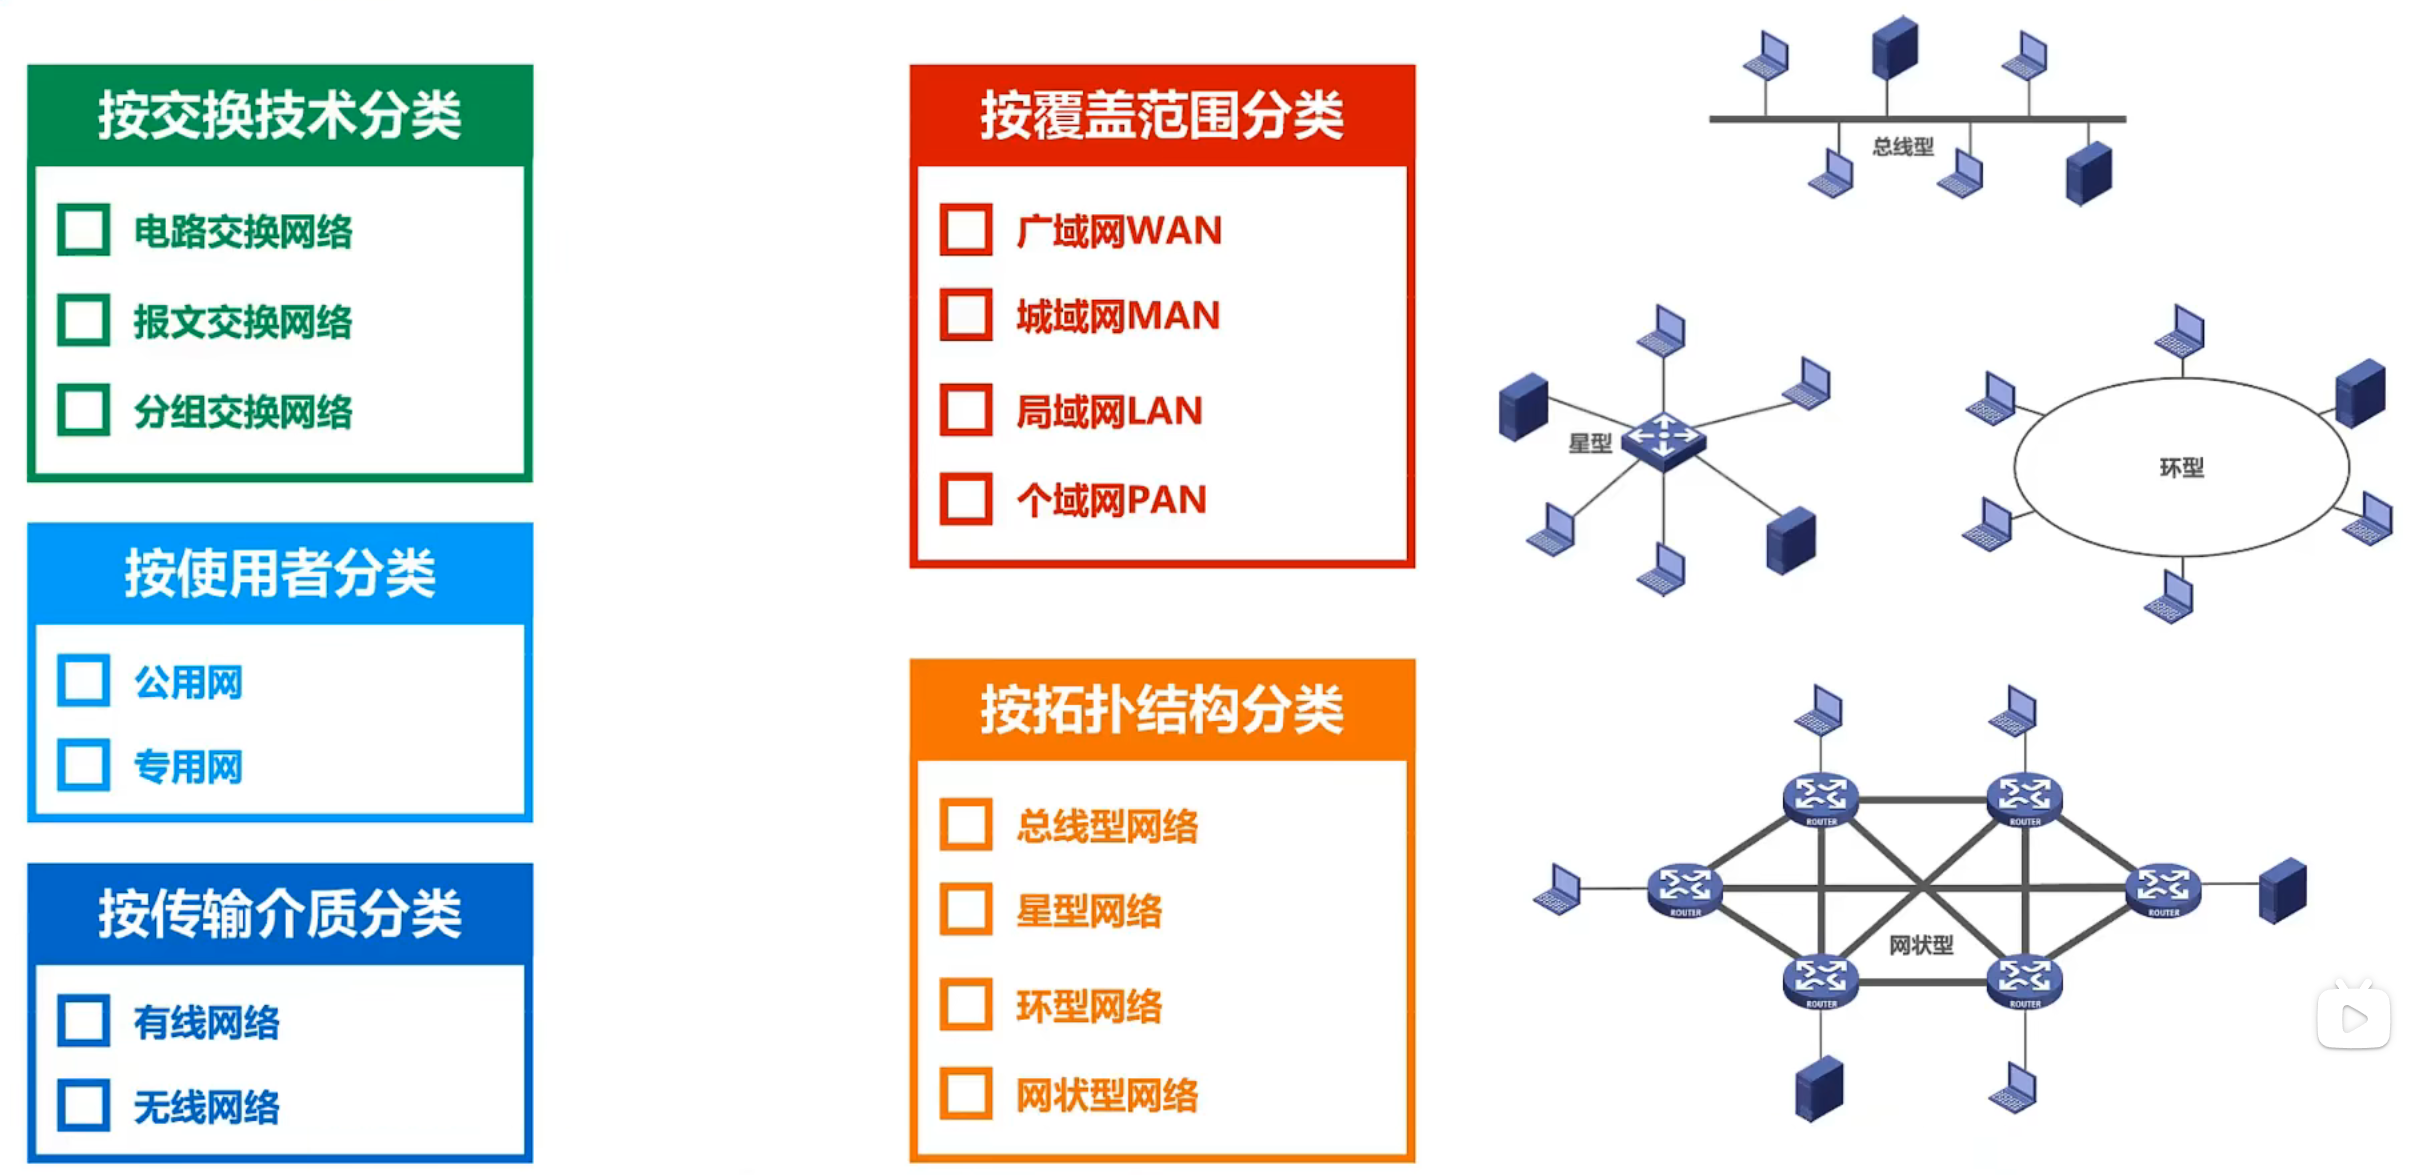 按交换技术分类
电路交换网络
报文交换网络
分组交换网络
按使用者分类
公用网
专用网
按传输介质分类
有线网络
无线网络
按覆盖范围分类
广域网WAN
城域网MAN
局域网LAN
个域网PAN
按拓扑结构分类
总线型网络
星型网络
环型网络
网状型网络
总线型
星型
环型
ROUTER
ROUTER
ROUTER
ROUTER
网状型
ROUTER
ROUTER